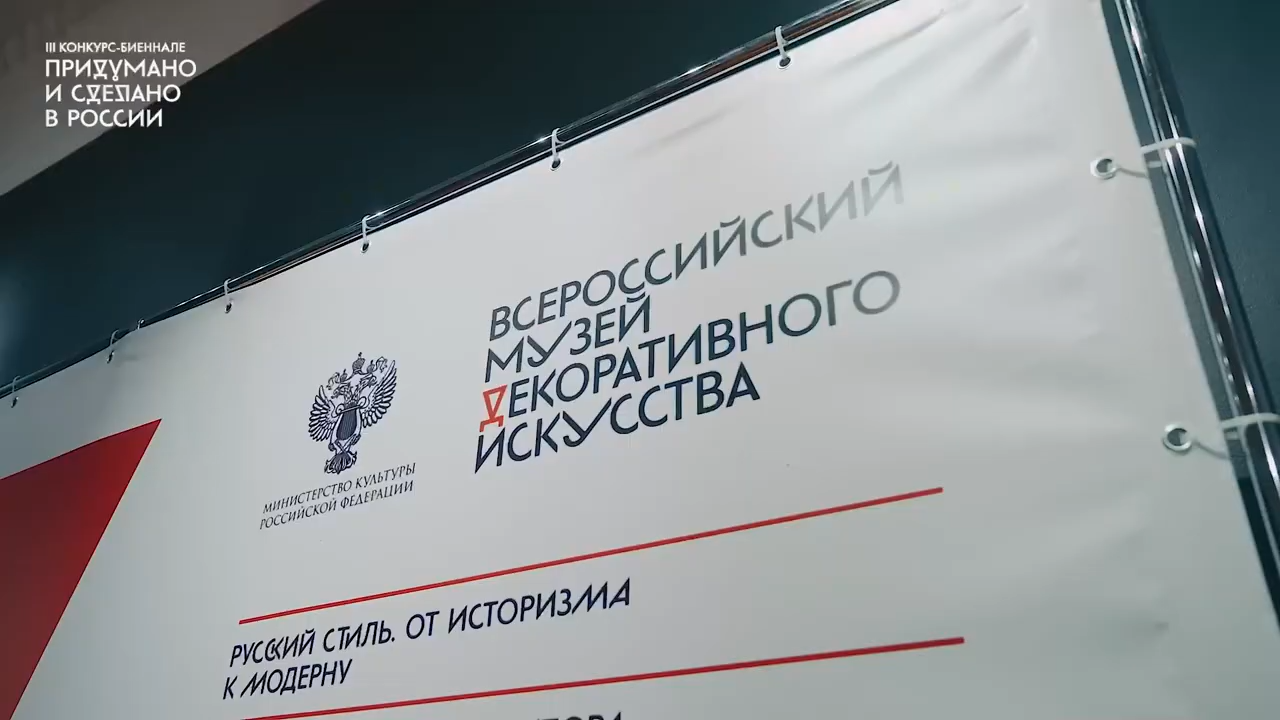 III КОНКУРС-БИЕННАЛЕ
ПРИДУМАНО
И СДЕЛАНО
В РОССИИ
ВСЕРОССИЙСКИЙ
МУЗЕЙ
ДЕКОРАТИВНОГО
ИСКУССТВА
МИНИСТЕРСТВО КУЛЬТУРЫ
РОССИЙСКОЙ ФЕДЕРАЦИИ
РУССКИЙ СТИЛЬ. ОТ ИСТОРИЗМА
К МОДЕРНУ